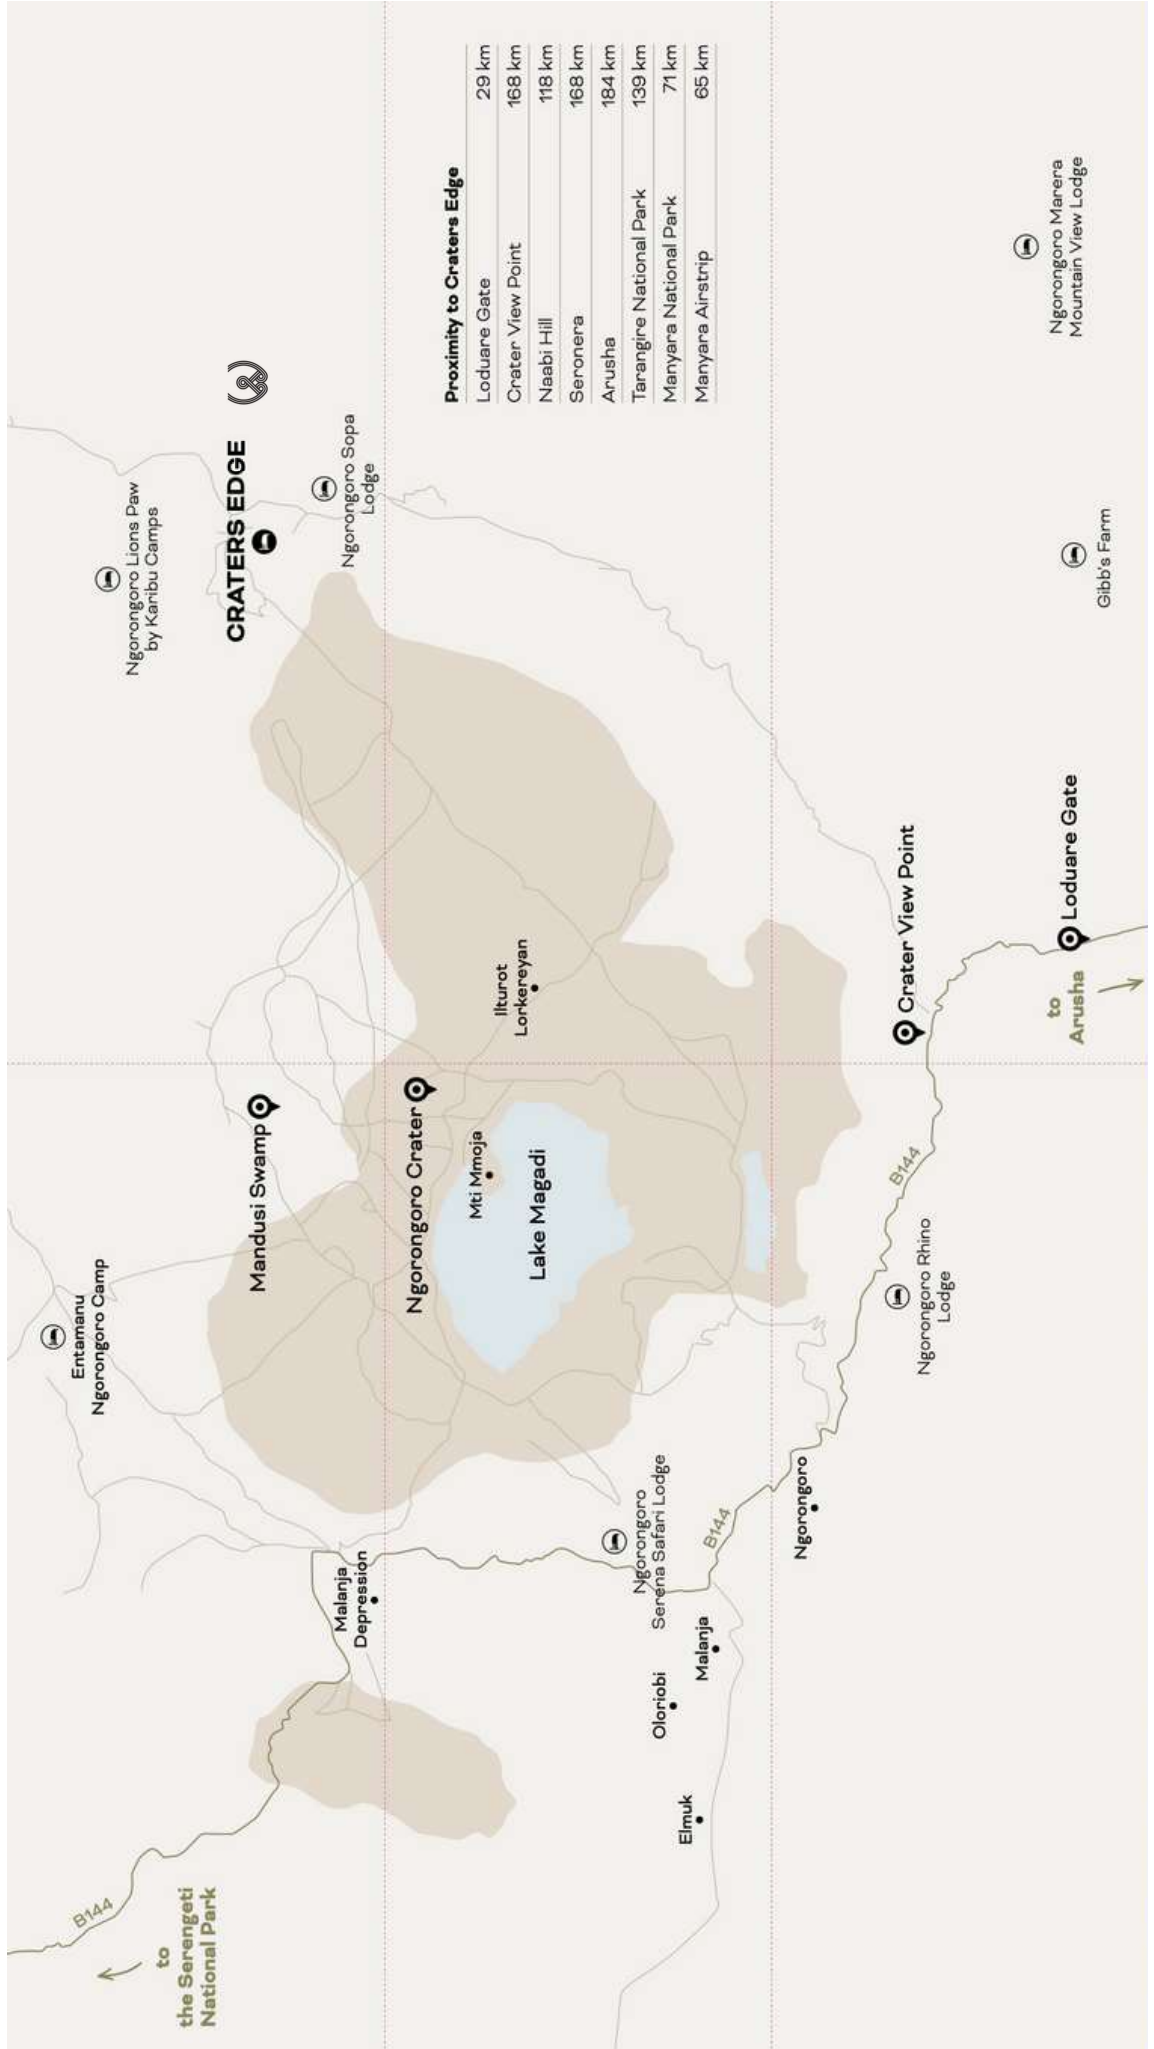 B144
to
the Serengeti
National Park
Entamanu
Ngorongoro Camp
Ngorongoro Lions Paw
by Karibu Camps
CRATERS EDGE
Mandusi Swamp
Ngorongoro Sopa
Lodge
Malanja
Depression
Ngorongoro Crater
Mti Mmoja
Lake Magadi
Ilturot
Lorkereyan
Proximity to Craters Edge
Loduare Gate 29 km
Crater View Point 168 km
Naabi Hill 118 km
Seronera 168 km
Arusha 184 km
Tarangire National Park 139 km
Manyara National Park 71 km
Manyara Airstrip 65 km
Ngorongoro
Serena Safari Lodge
Oloriobi
Malanja
Elmuk
B144
Ngorongoro
B144
Ngorongoro Rhino
Lodge
Crater View Point
to
Arusha
Loduare Gate
Gibb's Farm
Ngorongoro Marera
Mountain View Lodge